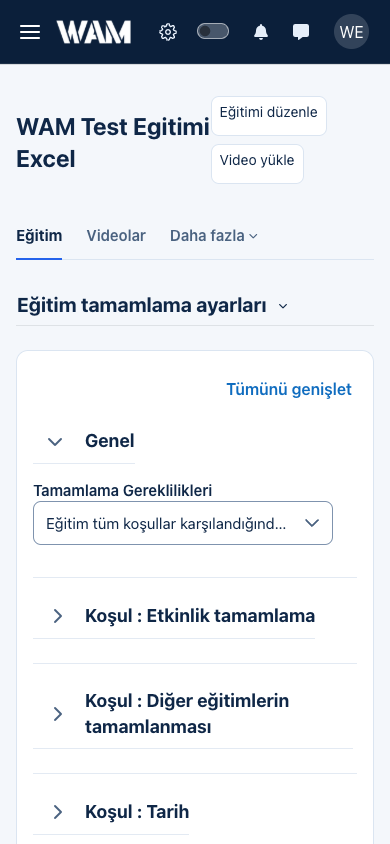 WAM
WE
WAM Test Egitimi Excel
Eğitimi düzenle
Video yükle
Eğitim
Videolar
Daha fazla
Eğitim tamamlama ayarları
Tümünü genişlet
Genel
Tamamlama Gereklilikleri
Eğitim tüm koşullar karşılandığınd...
Koşul : Etkinlik tamamlama
Koşul : Diğer eğitimlerin
tamamlanması
Koşul : Tarih